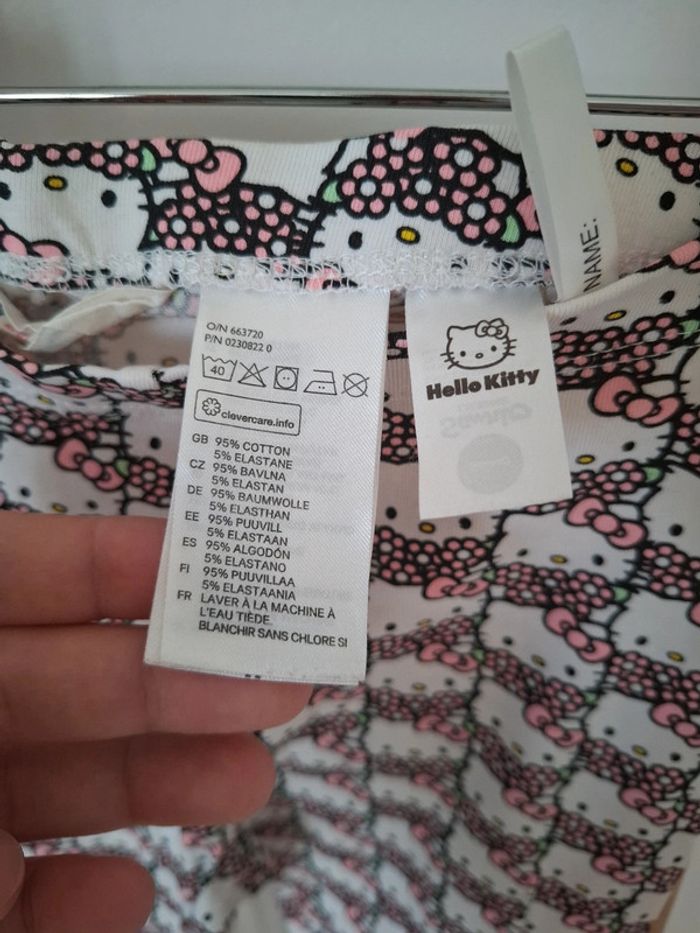 O/N 663720
P/N 0230822 0
40
clevercare.info
GB 95% COTTON
5% ELASTANE
CZ 95% BAVLNA
5% ELASTAN
DE 95% BAUMWOLLE
5% ELASTHAN
EE 95% PUUVILL
5% ELASTAAN
ES 95% ALGODÓN
5% ELASTANO
FI 95% PUUVILLAA
5% ELASTAANIA
FR LAVER À LA MACHINE À
L'EAU TIÈDE.
BLANCHIR SANS CHLORE SI
Hello Kitty
Sanrio
NAME: